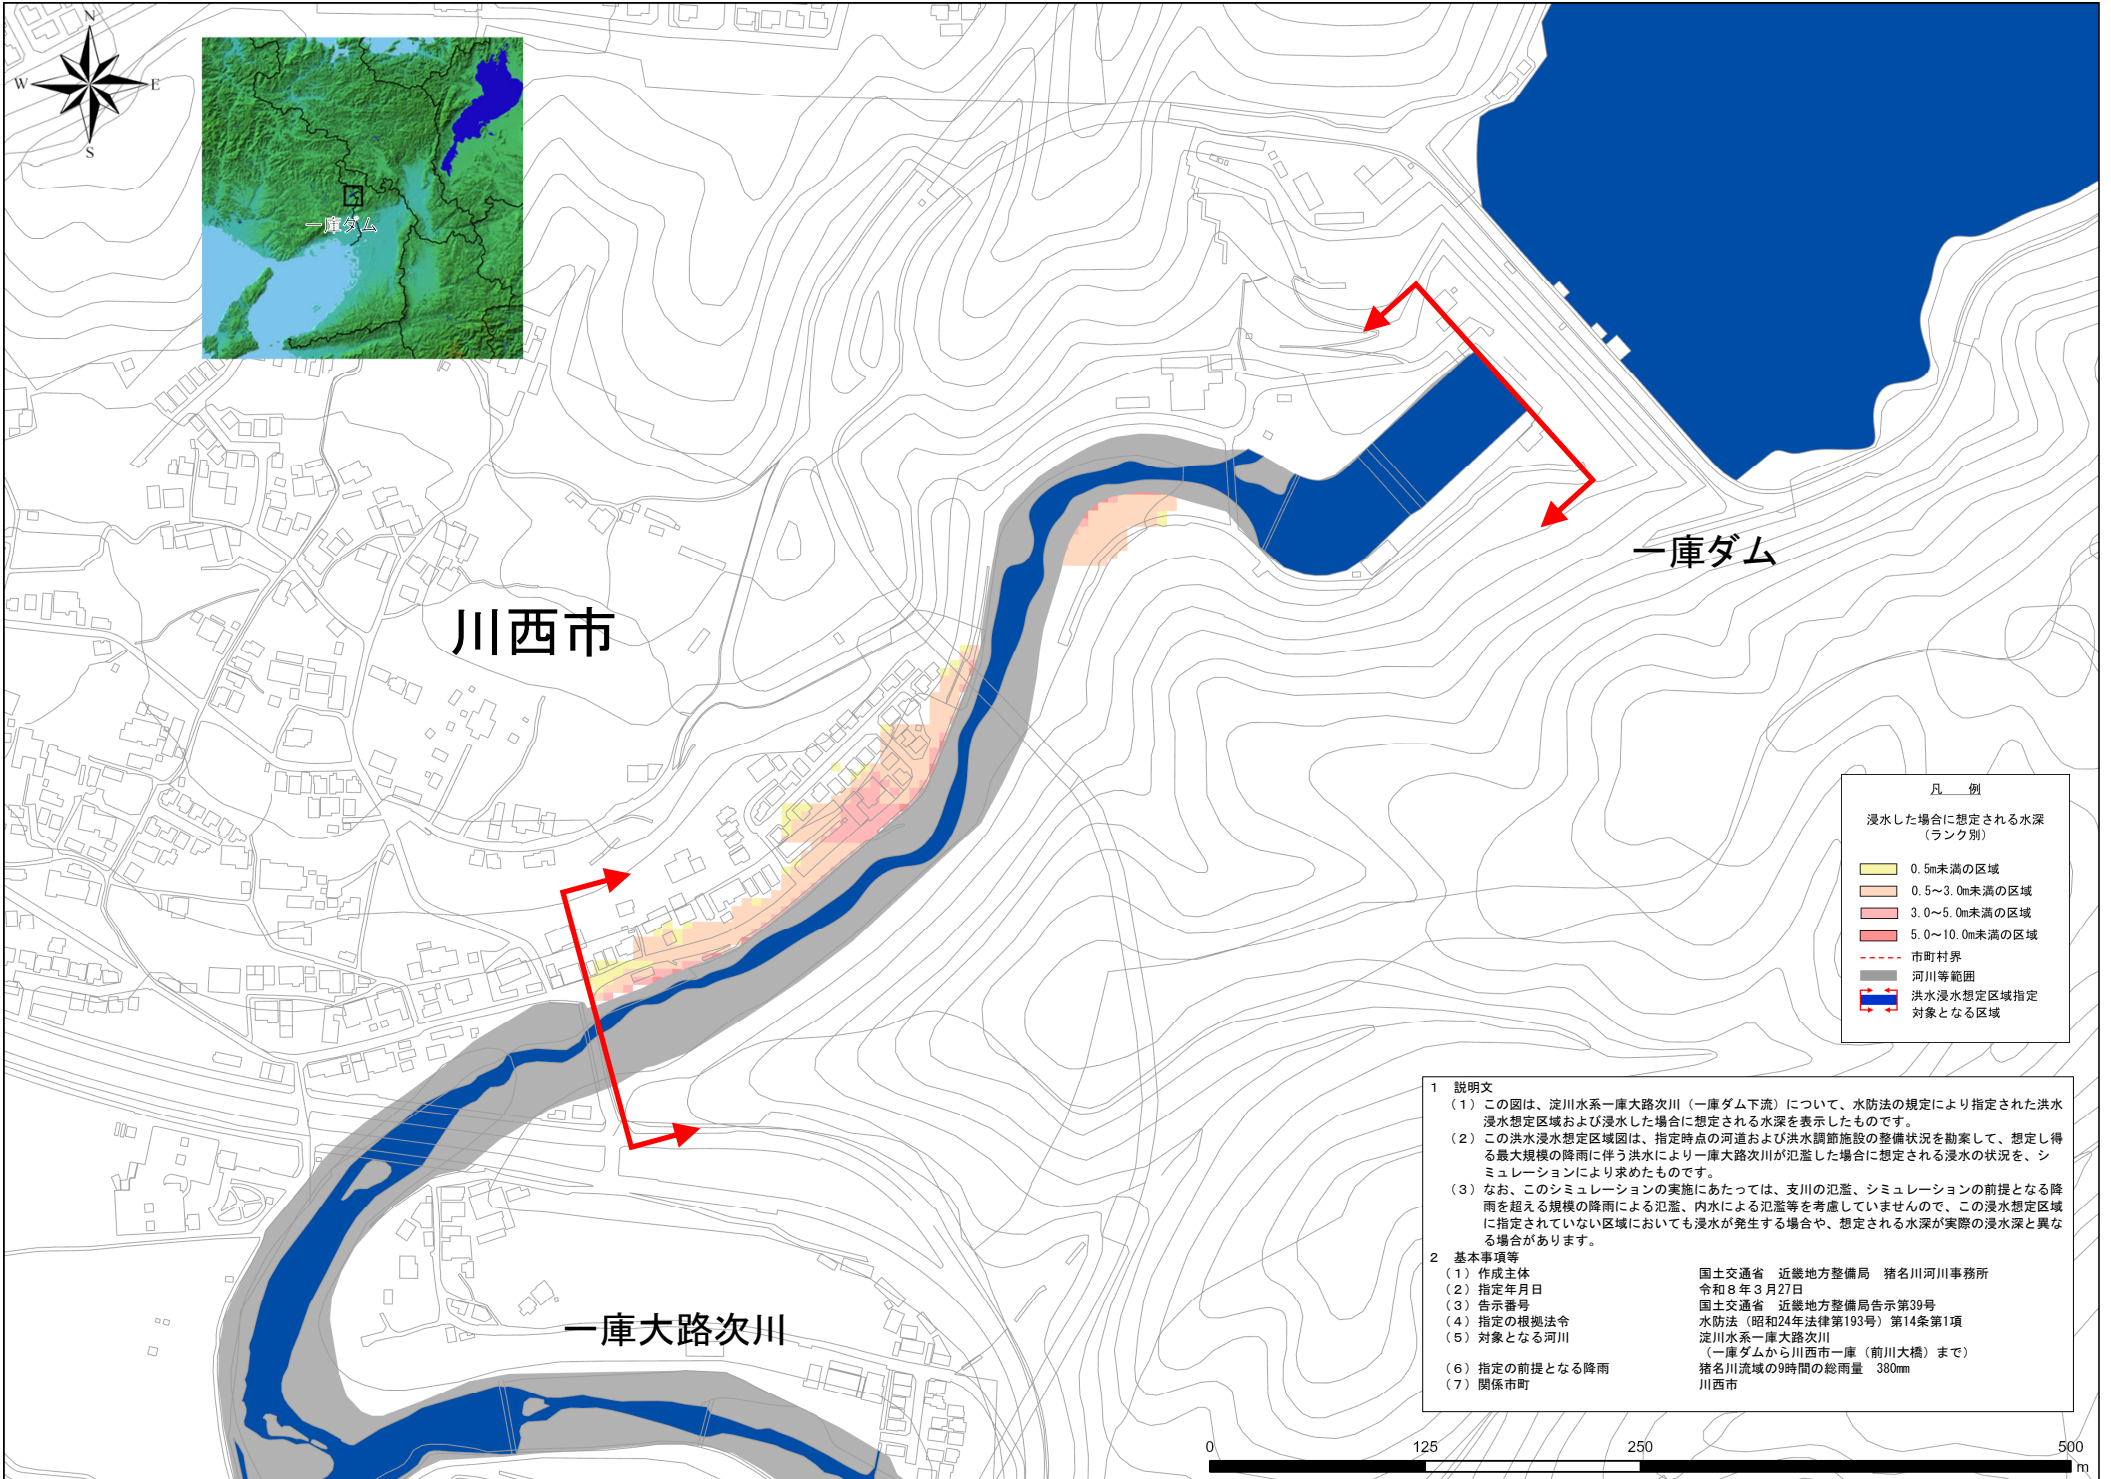 N
W
E
S
一庫ダム
川西市
一庫ダム
一庫大路次川
凡　例
浸水した場合に想定される水深
（ランク別）
0.5m未満の区域
0.5～3.0m未満の区域
3.0～5.0m未満の区域
5.0～10.0m未満の区域
市町村界
河川等範囲
洪水浸水想定区域指定
対象となる区域
1　説明文
（1）この図は、淀川水系一庫大路次川（一庫ダム下流）について、水防法の規定により指定された洪水
浸水想定区域および浸水した場合に想定される水深を表示したものです。
（2）この洪水浸水想定区域図は、指定時点の河道および洪水調節施設の整備状況を勘案して、想定し得
る最大規模の降雨に伴う洪水により一庫大路次川が氾濫した場合に想定される浸水の状況を、シ
ミュレーションにより求めたものです。
（3）なお、このシミュレーションの実施にあたっては、支川の氾濫、シミュレーションの前提となる降
雨を超える規模の降雨による氾濫、内水による氾濫等を考慮していませんので、この浸水想定区域
に指定されていない区域においても浸水が発生する場合や、想定される水深が実際の浸水深と異な
る場合があります。
2　基本事項等
（1）作成主体　国土交通省　近畿地方整備局　猪名川河川事務所
（2）指定年月日　令和8年3月27日
（3）告示番号　国土交通省　近畿地方整備局告示第39号
（4）指定の根拠法令　水防法（昭和24年法律第193号）第14条第1項
（5）対象となる河川　淀川水系一庫大路次川
（一庫ダムから川西市一庫（前川大橋）まで）
（6）指定の前提となる降雨　猪名川流域の9時間の総雨量　380mm
（7）関係市町　川西市
0　125　250　500
m